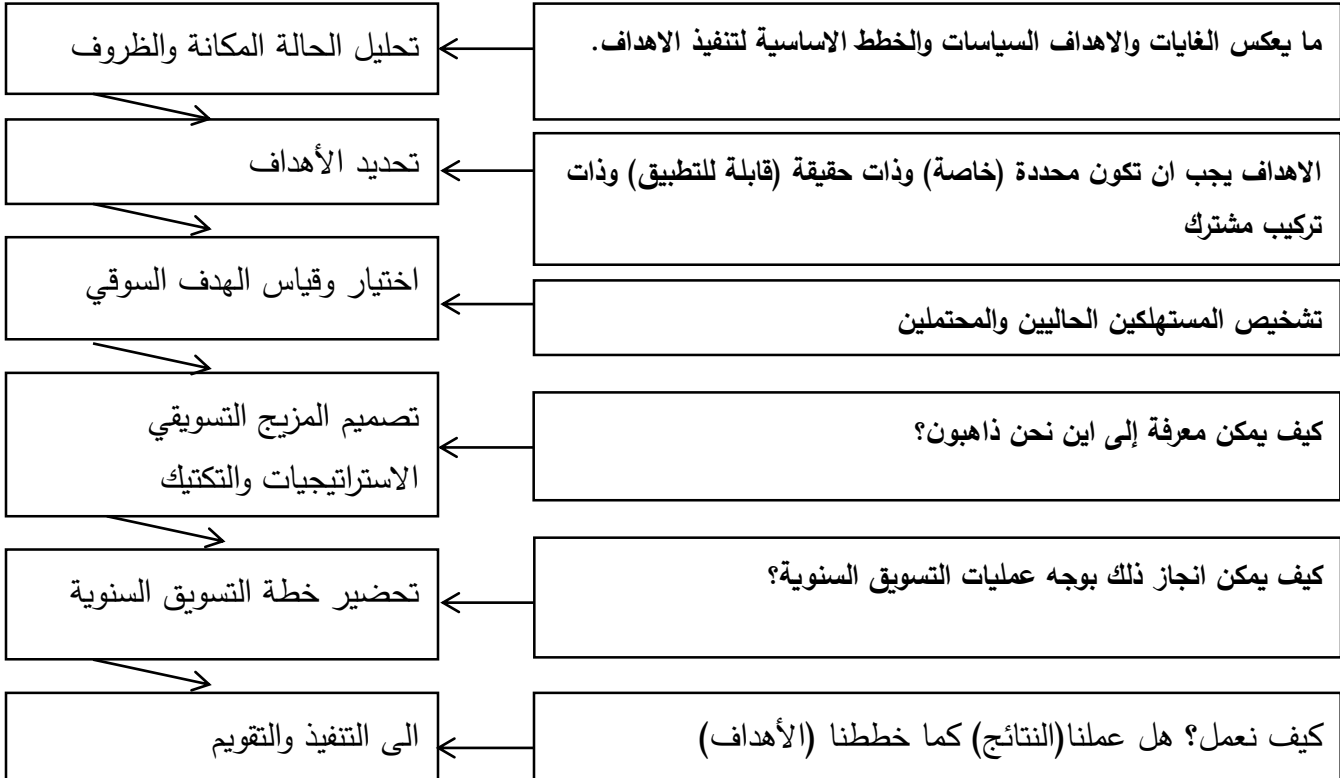 ما يعكس الغايات والاهداف السياسات والخطط الاساسية لتنفيذ الاهداف.
تحليل الحالة المكانة والظروف
الاهداف يجب ان تكون محددة (خاصة) وذات حقيقة (قابلة للتطبيق) وذات
تركيب مشترك
تحديد الأهداف
تشخيص المستهلكين الحاليين والمحتملين
اختيار وقياس الهدف السوقي
كيف يمكن معرفة إلى اين نحن ذاهبون؟
تصميم المزيج التسويقي
الاستراتيجيات والتكتيك
كيف يمكن انجاز ذلك بوجه عمليات التسويق السنوية؟
تحضير خطة التسويق السنوية
كيف نعمل؟ هل عملنا(النتائج) كما خططنا (الأهداف)
الى التنفيذ والتقويم